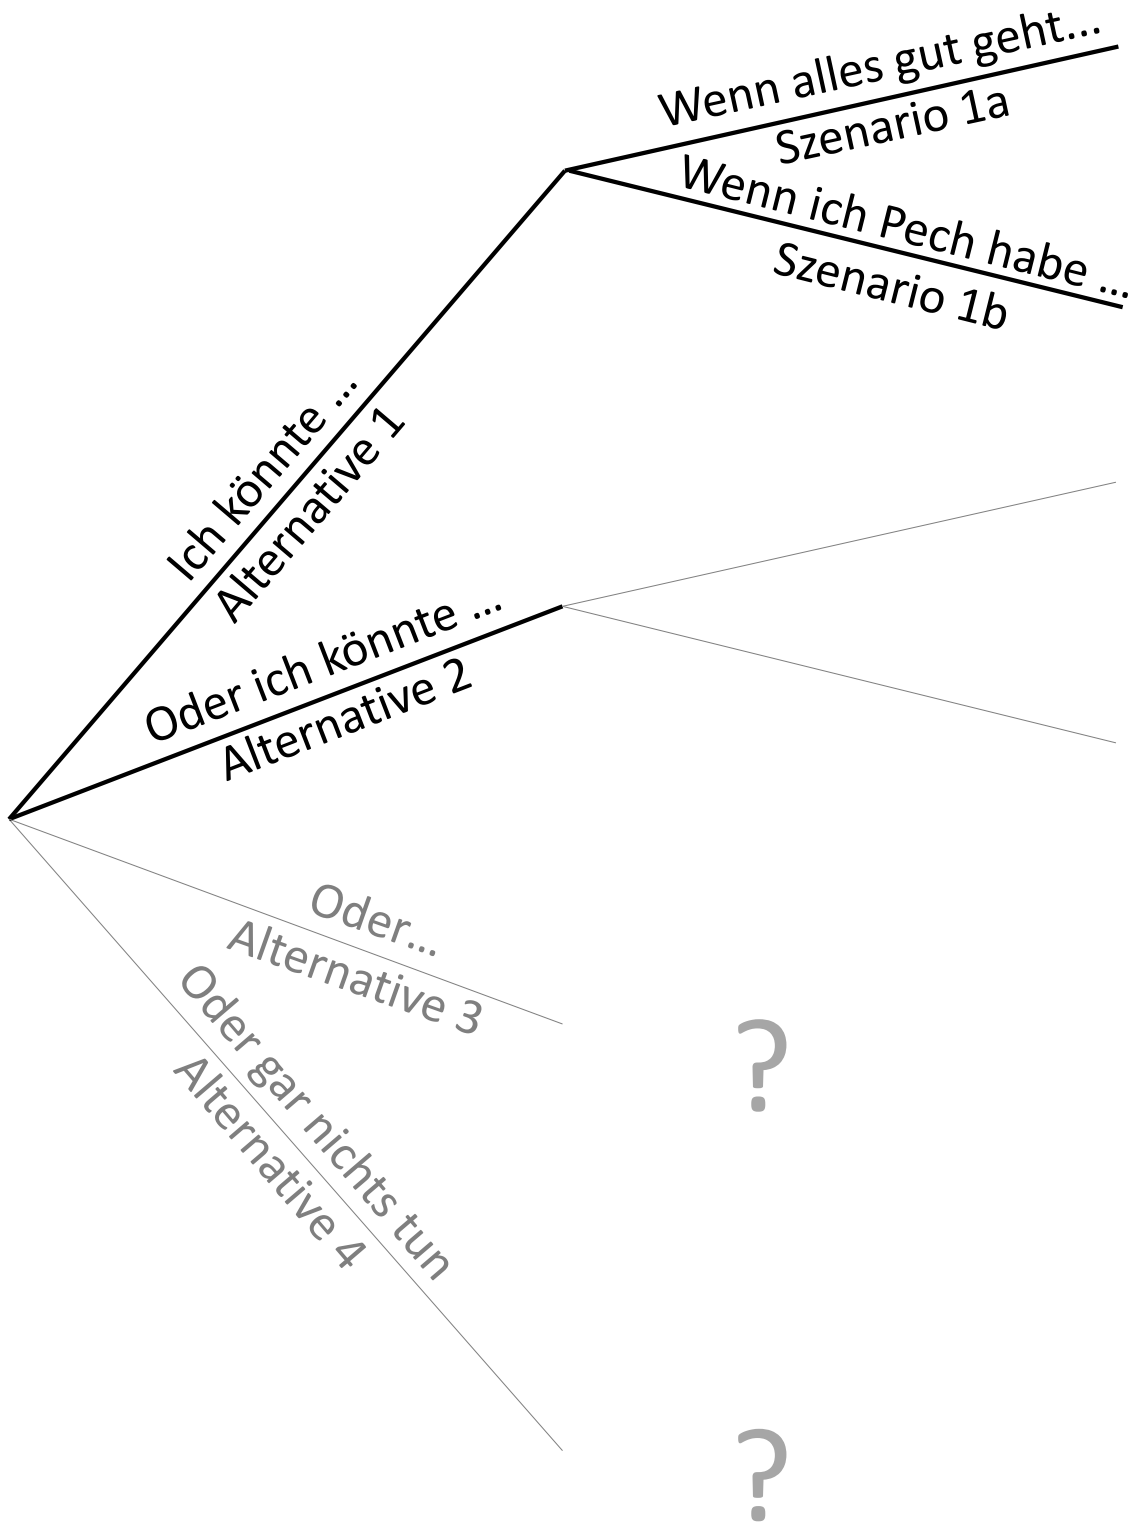 Wenn alles gut geht...
Szenario 1a
Wenn ich Pech habe ...
Szenario 1b
Ich könnte ...
Alternative 1
Oder ich könnte ...
Alternative 2
Oder...
Alternative 3
Oder gar nichts tun
Alternative 4
?
?